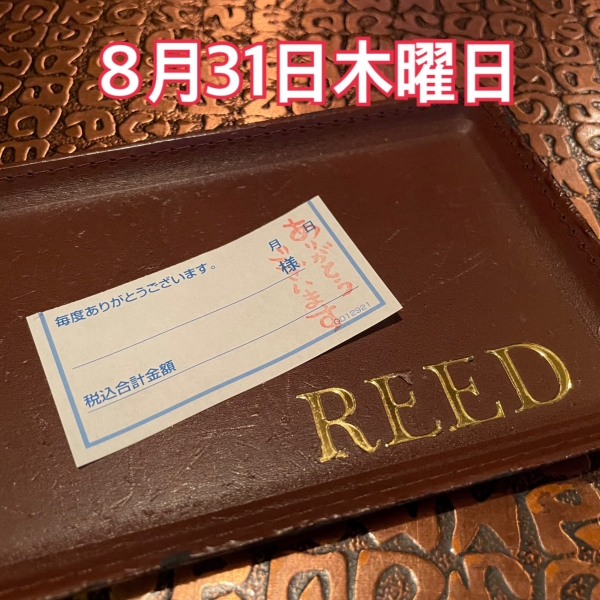 8月31日木曜日
月 日
様
毎度ありがとうございます。
税込合計金額
ありがとう
ございます
0012921
REED